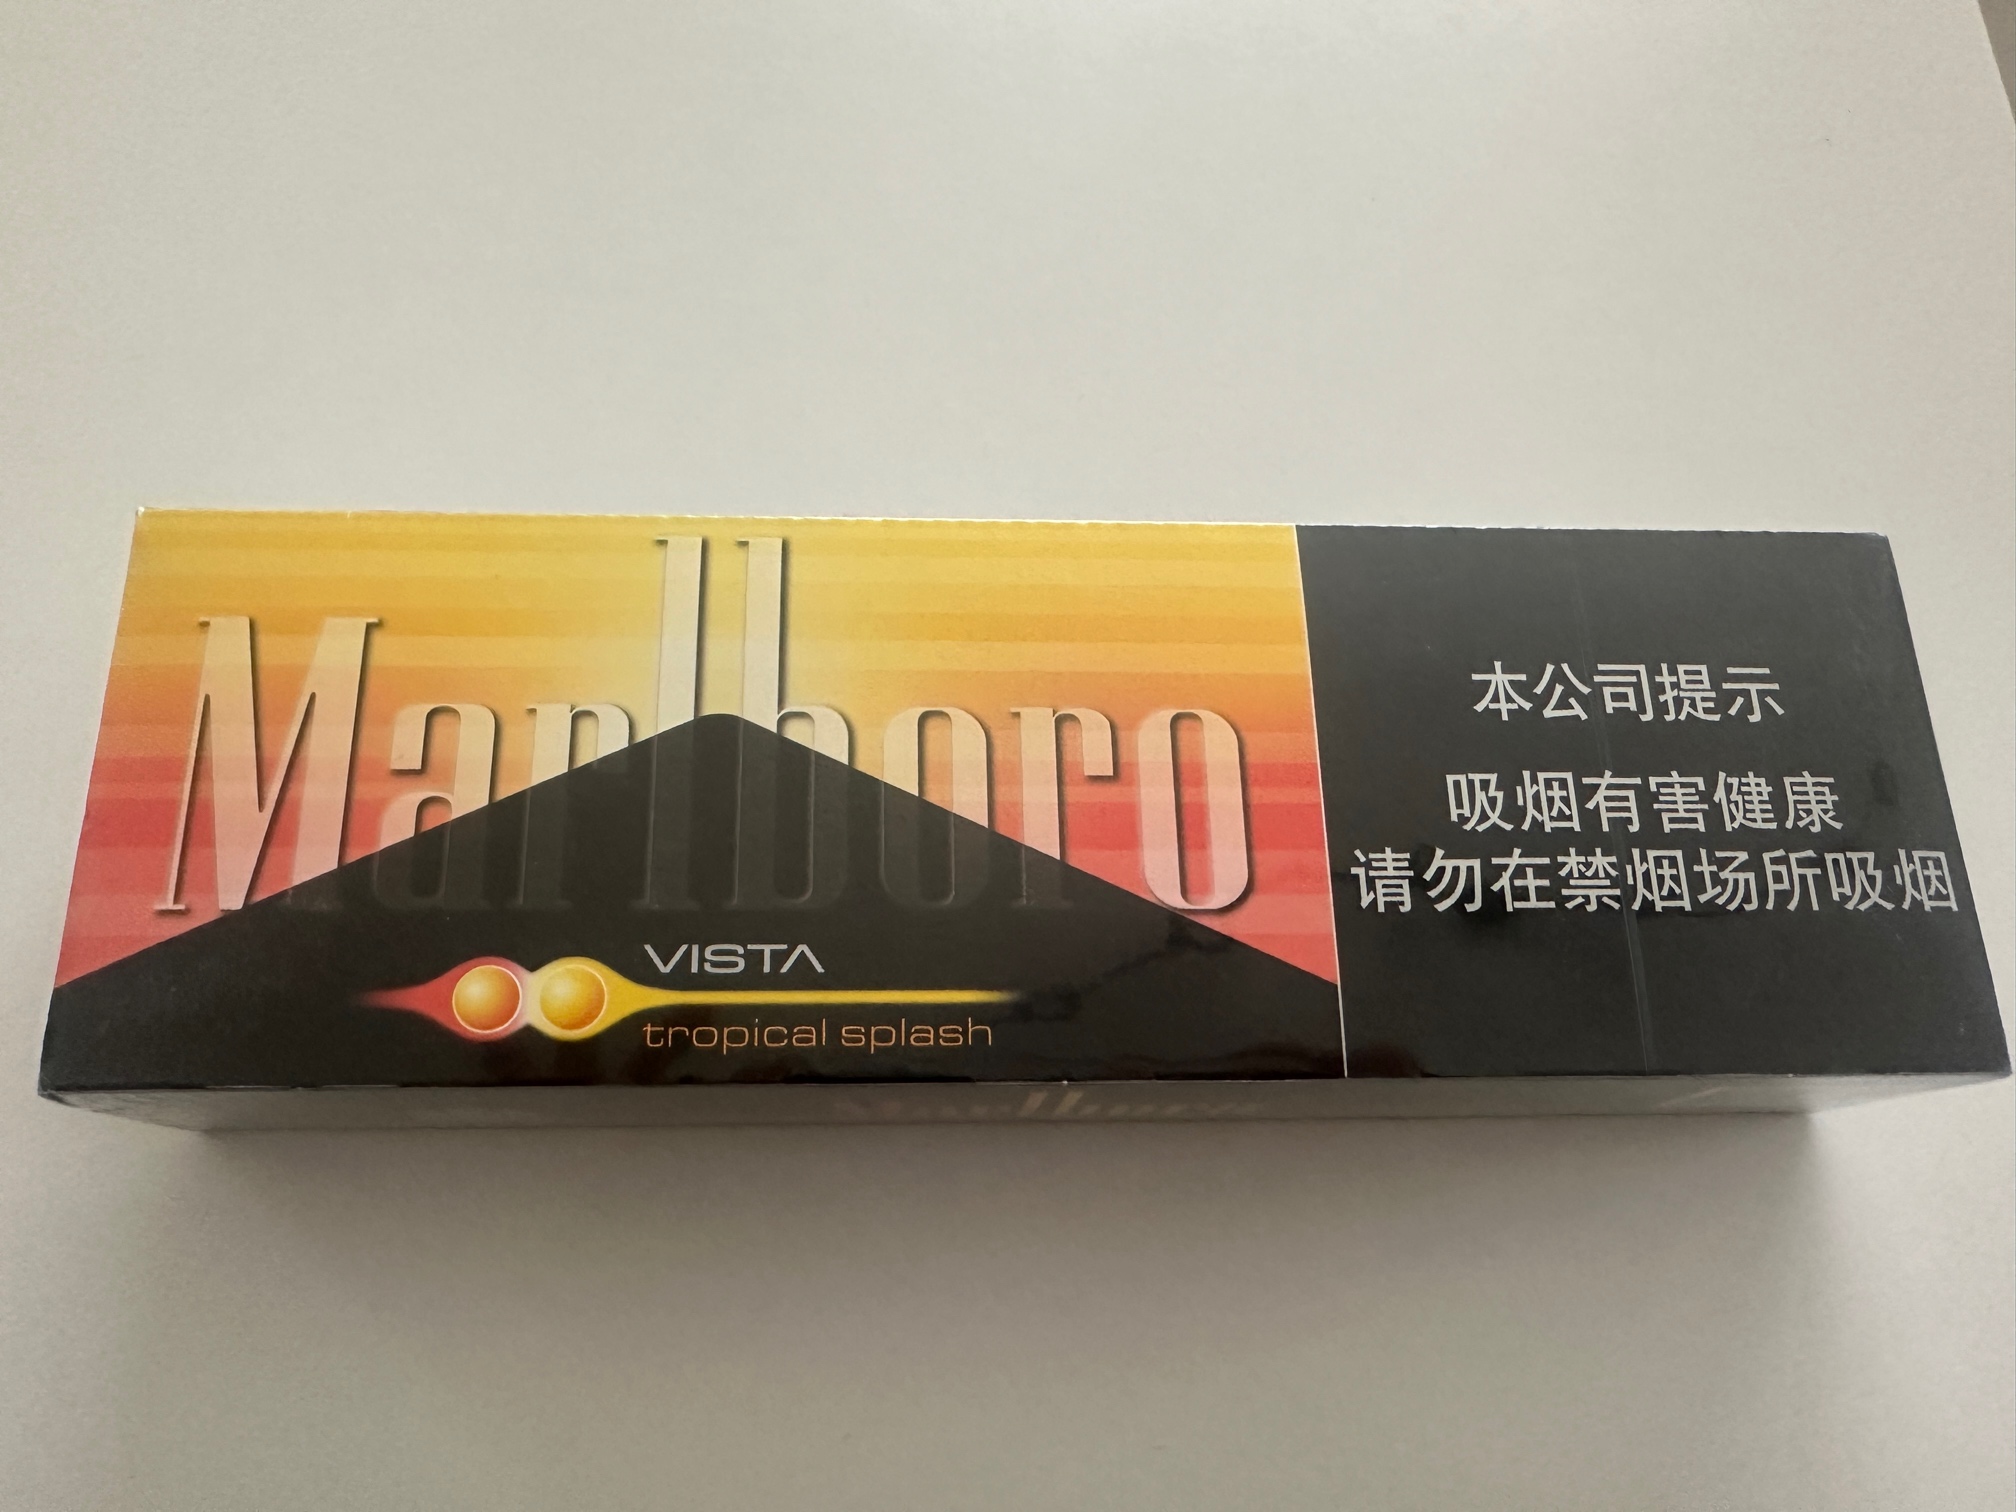 Marlboro
VISTA
tropical splash
本公司提示
吸烟有害健康
请勿在禁烟场所吸烟